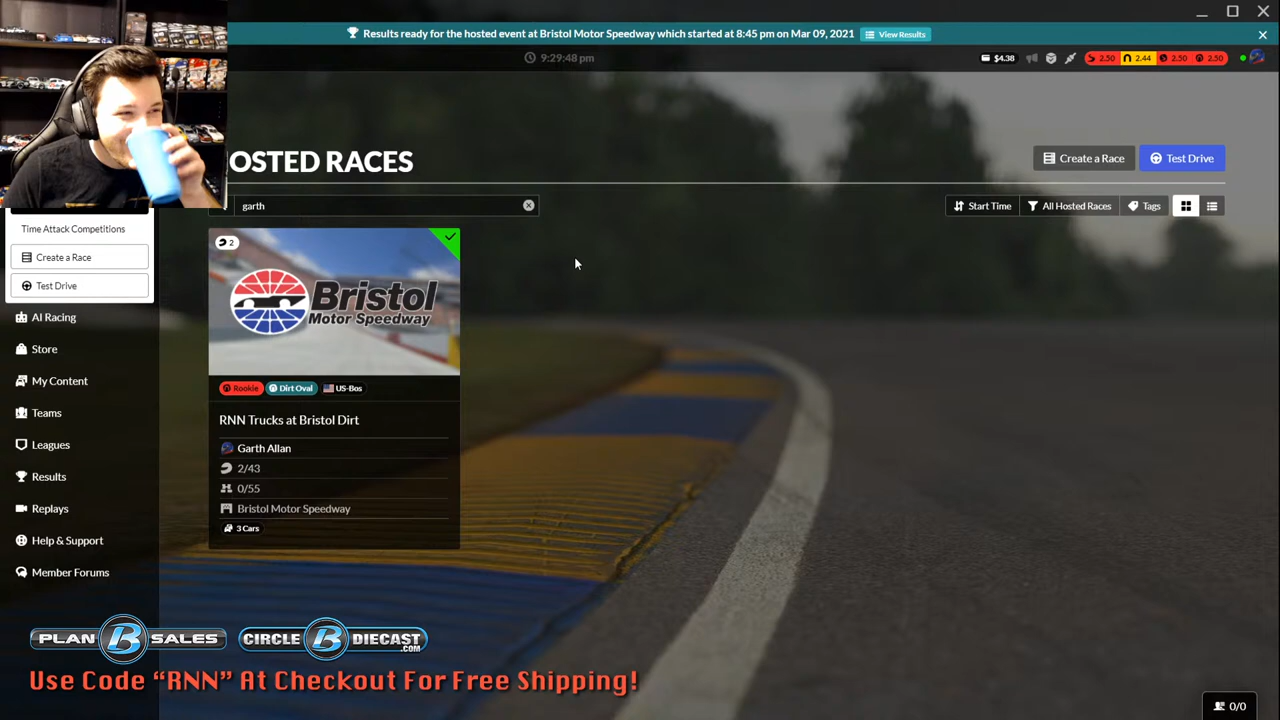 Results ready for the hosted event at Bristol Motor Speedway which started at 8:45 pm on Mar 09, 2021 View Results
9:29:48 pm
$4.38
2.50 2.44 2.50 2.50
OSTED RACES
Create a Race
Test Drive
garth
Start Time
All Hosted Races
Tags
Time Attack Competitions
Create a Race
Test Drive
AI Racing
Store
My Content
Teams
Leagues
Results
Replays
Help & Support
Member Forums
2
Bristol
Motor Speedway
Rookie Dirt Oval US-Bos
RNN Trucks at Bristol Dirt
Garth Allan
2/43
0/55
Bristol Motor Speedway
3 Cars
PLAN B SALES
CIRCLE B DIECAST
.COM
Use Code “RNN” At Checkout For Free Shipping!
0/0